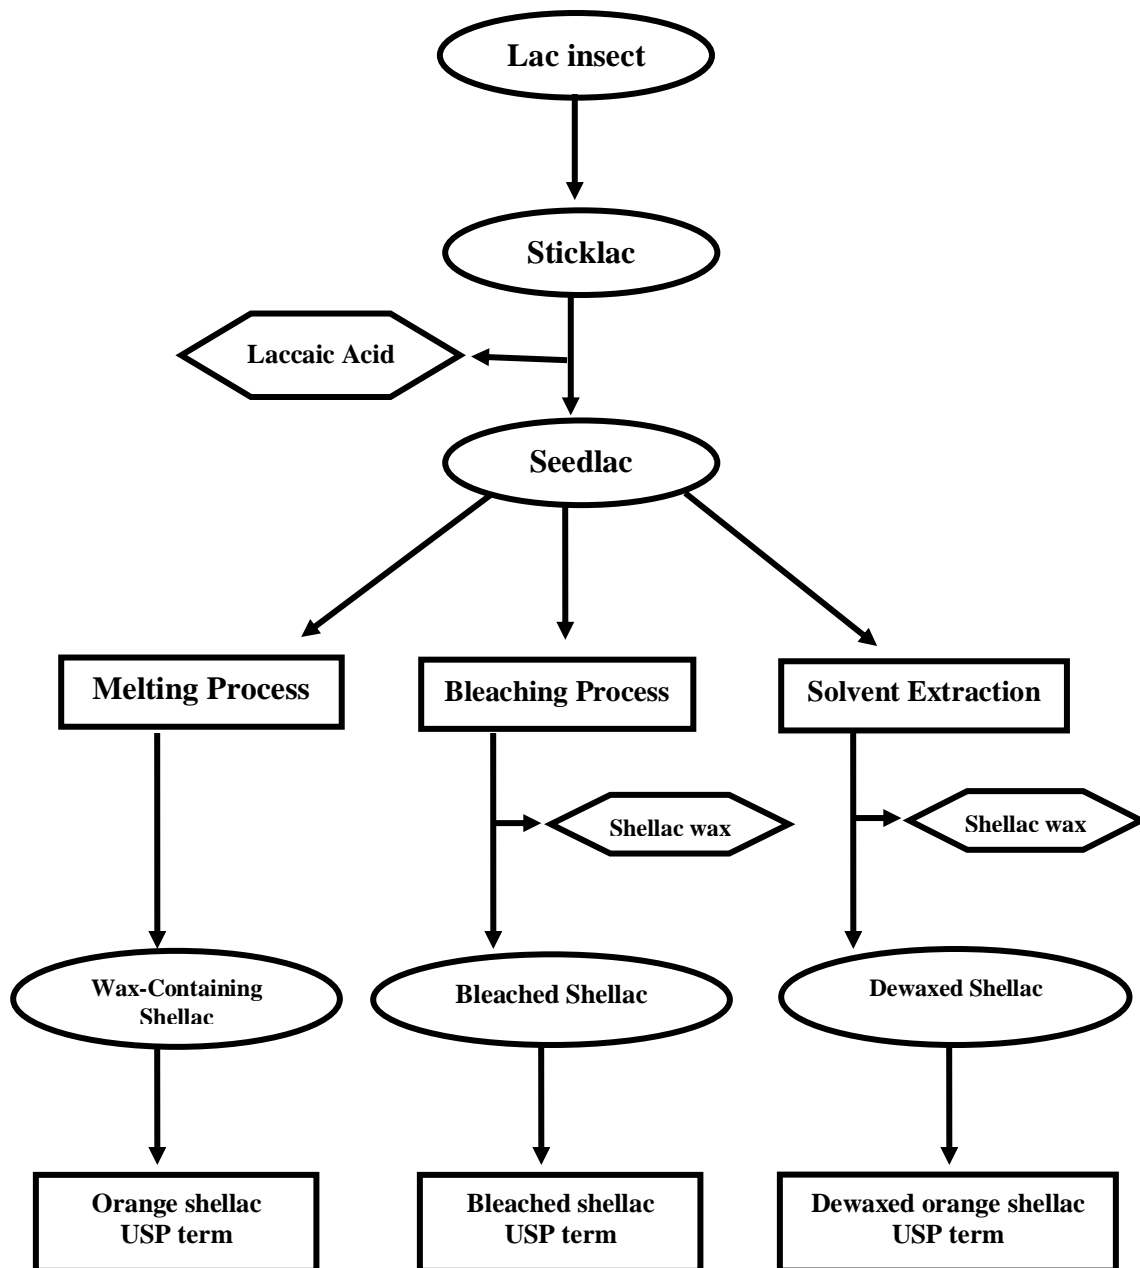 Lac insect
Sticklac
Laccaic Acid
Seedlac
Melting Process
Bleaching Process
Solvent Extraction
Shellac wax
Shellac wax
Wax-Containing
Shellac
Bleached Shellac
Dewaxed Shellac
Orange shellac
USP term
Bleached shellac
USP term
Dewaxed orange shellac
USP term